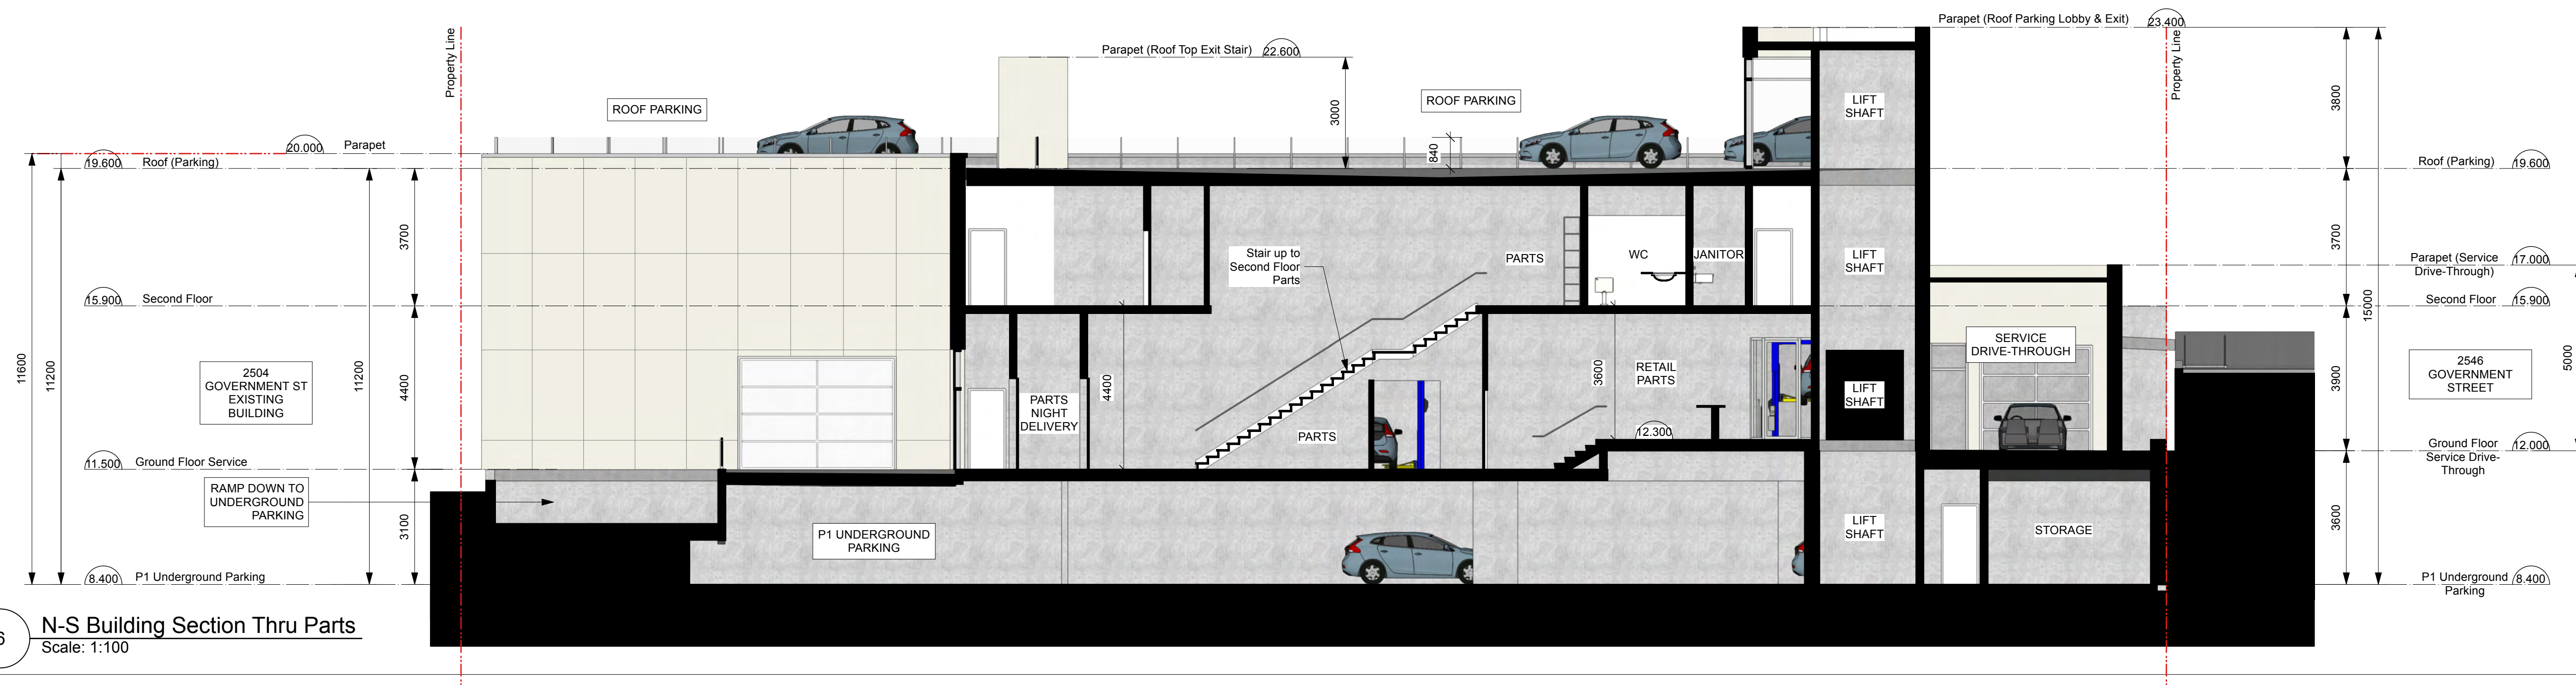 Parapet (Roof Parking Lobby & Exit)
23.400
Property Line
Parapet (Roof Top Exit Stair)
22.600
Property Line
ROOF PARKING
ROOF PARKING
3000
840
LIFT
SHAFT
3800
20.000
Parapet
19.600
Roof (Parking)
Roof (Parking)
19.600
3700
Stair up to
Second Floor
Parts
PARTS
WC
JANITOR
LIFT
SHAFT
3700
Parapet (Service
Drive-Through)
17.000
15.900
Second Floor
Second Floor
15.900
15000
11600
11200
11200
2504
GOVERNMENT ST
EXISTING
BUILDING
4400
PARTS
NIGHT
DELIVERY
4400
PARTS
3600
RETAIL
PARTS
12.300
LIFT
SHAFT
SERVICE
DRIVE-THROUGH
3900
2546
GOVERNMENT
STREET
5000
11.500
Ground Floor Service
Ground Floor
Service Drive-
Through
12.000
RAMP DOWN TO
UNDERGROUND
PARKING
3100
P1 UNDERGROUND
PARKING
LIFT
SHAFT
STORAGE
3600
8.400
P1 Underground Parking
P1 Underground
Parking
8.400
6
N-S Building Section Thru Parts
Scale: 1:100